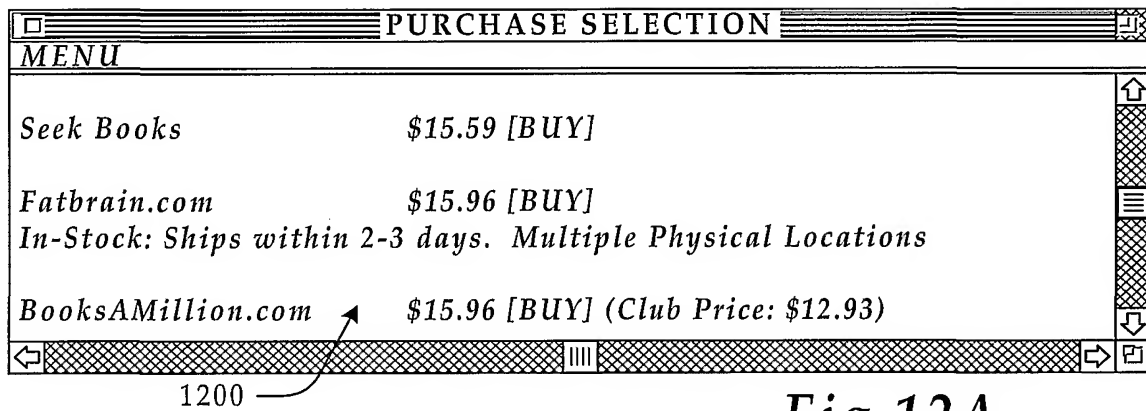 PURCHASE SELECTION
MENU
Seek Books $15.59 [BUY]
Fatbrain.com $15.96 [BUY]
In-Stock: Ships within 2-3 days. Multiple Physical Locations
BooksAMillion.com $15.96 [BUY] (Club Price: $12.93)
1200